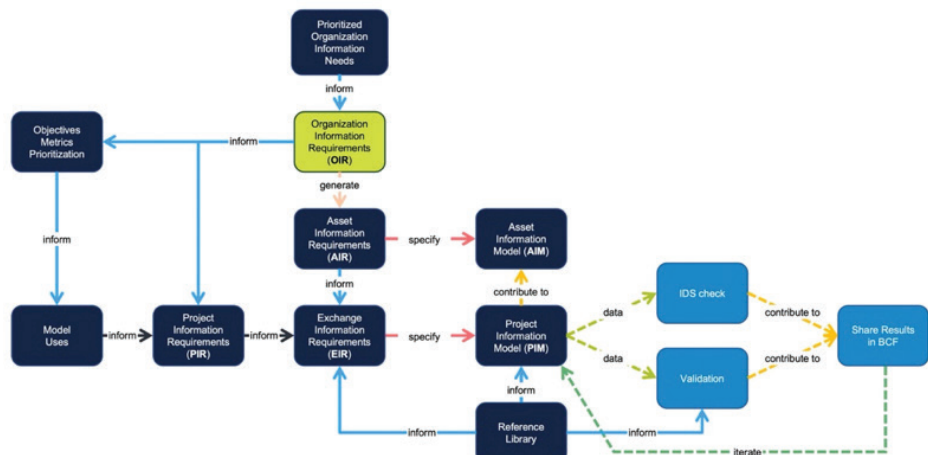 Prioritized
Organization
Information
Needs
inform
Objectives
Metrics
Prioritization
inform
Organization
Information
Requirements
(OIR)
generate
inform
Asset
Information
Requirements
(AIR)
specify
Asset
Information
Model (AIM)
inform
contribute to
Model
Uses
inform
Project
Information
Requirements (PIR)
inform
Exchange
Information
Requirements
(EIR)
specify
Project
Information
Model (PIM)
data
IDS check
contribute to
data
Validation
contribute to
Share Results
in BCF
inform
inform
Reference
Library
inform
iterate